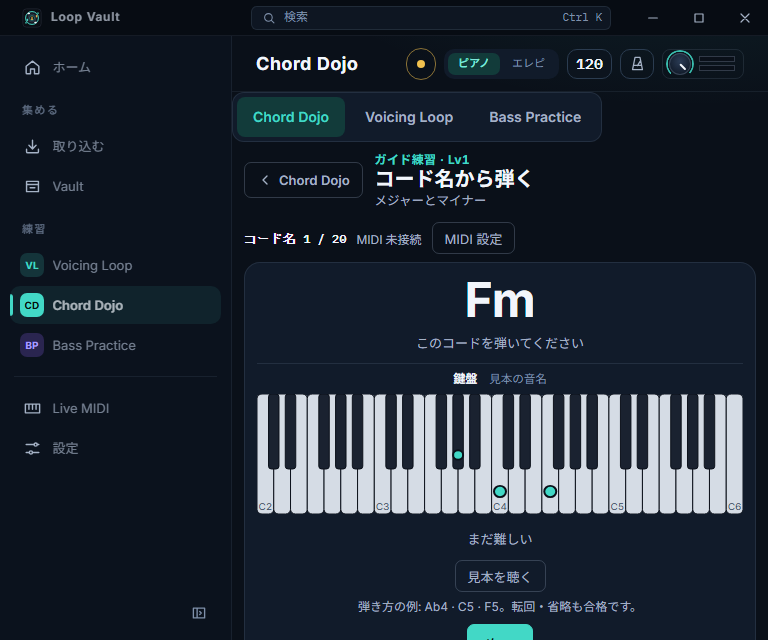 Loop Vault
検索
Ctrl K
ホーム
集める
取り込む
Vault
練習
VL Voicing Loop
CD Chord Dojo
BP Bass Practice
Live MIDI
設定
Chord Dojo
ピアノ
エレピ
120
Chord Dojo
Voicing Loop
Bass Practice
Chord Dojo
ガイド練習 · Lv1
コード名から弾く
メジャーとマイナー
コード名 1 / 20 MIDI 未接続
MIDI 設定
Fm
このコードを弾いてください
鍵盤 見本の音名
C2 C3 C4 C5 C6
まだ難しい
見本を聴く
弾き方の例: Ab4 · C5 · F5。転回・省略も合格です。